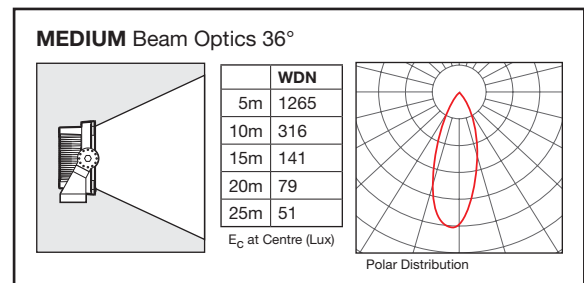 MEDIUM Beam Optics 36°
WDN
5m 1265
10m 316
15m 141
20m 79
25m 51
EC at Centre (Lux)
Polar Distribution